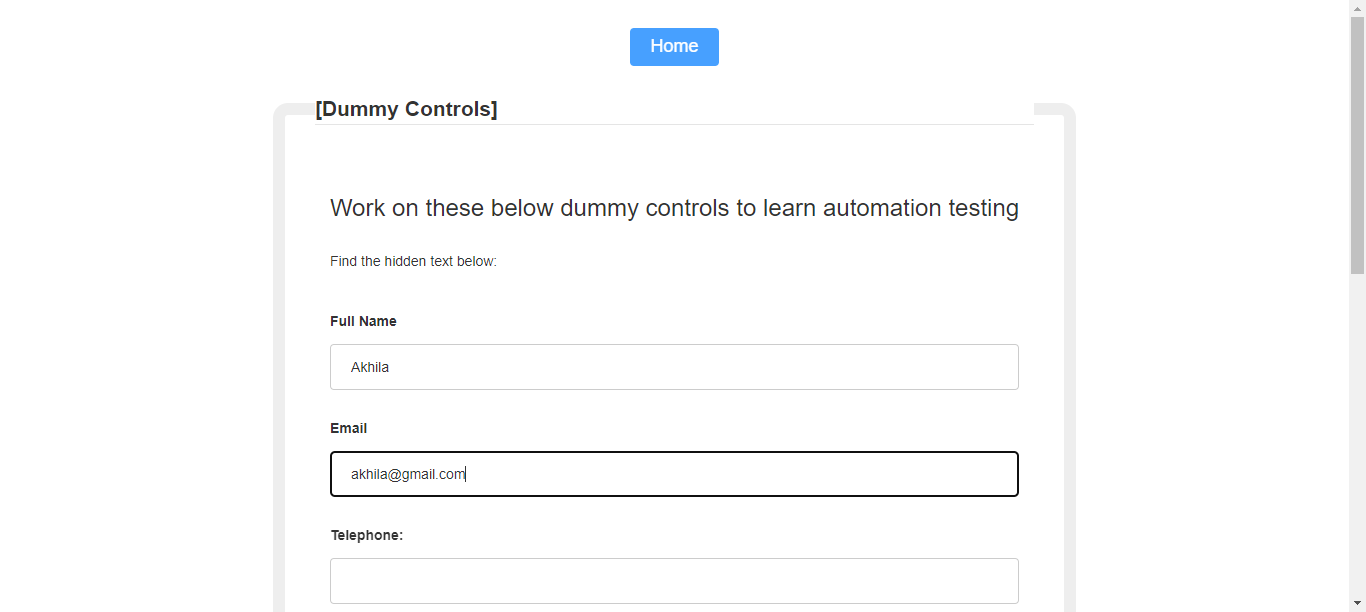 Home
[Dummy Controls]
Work on these below dummy controls to learn automation testing
Find the hidden text below:
Full Name
Akhila
Email
akhila@gmail.com
Telephone: